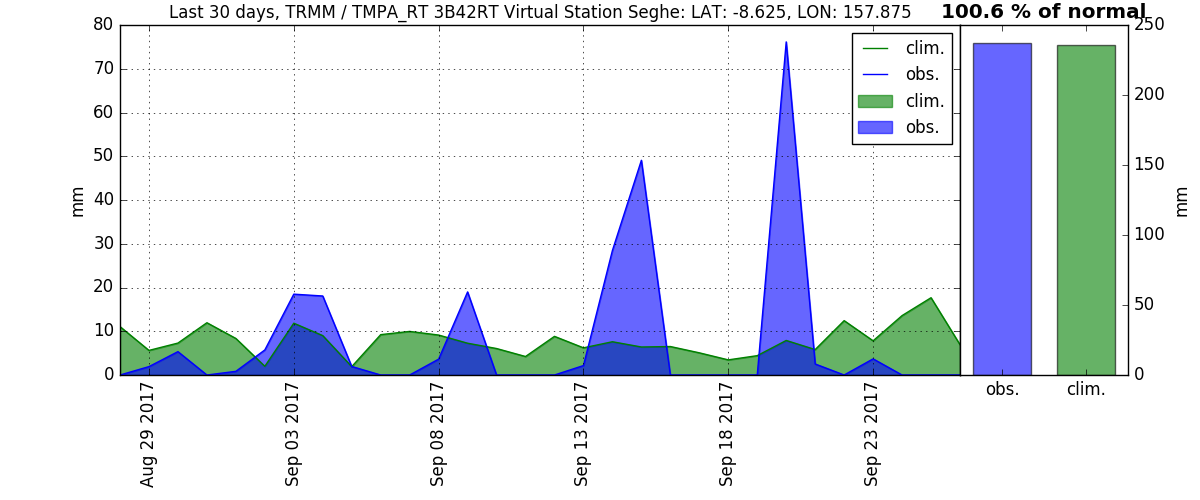 Last 30 days, TRMM / TMPA_RT 3B42RT Virtual Station Seghe: LAT: -8.625, LON: 157.875
100.6 % of normal
80
70
60
50
40
30
20
10
0
mm
clim.
obs.
clim.
obs.
Aug 29 2017
Sep 03 2017
Sep 08 2017
Sep 13 2017
Sep 18 2017
Sep 23 2017
250
200
150
100
50
0
mm
obs.
clim.